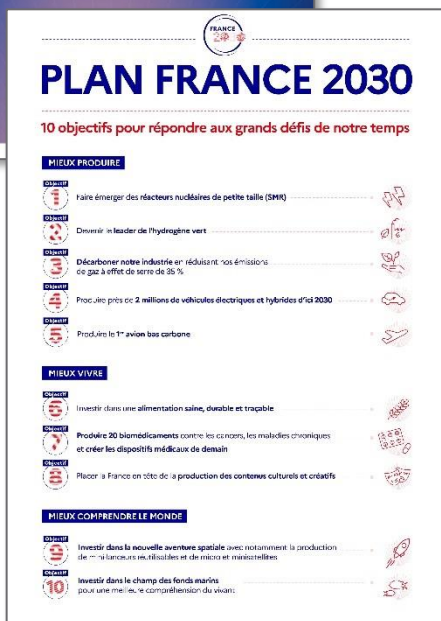 FRANCE
PLAN FRANCE 2030
10 objectifs pour répondre aux grands défis de notre temps
MIEUX PRODUIRE
Objectif
1
Faire émerger des réacteurs nucléaires de petite taille (SMR)
Objectif
2
Devenir le leader de l'hydrogène vert
Objectif
3
Décarboner notre industrie en réduisant nos émissions
de gaz à effet de serre de 35 %
Objectif
4
Produire près de 2 millions de véhicules électriques et hybrides d'ici 2030
Objectif
5
Produire le 1er avion bas carbone
MIEUX VIVRE
Objectif
6
Investir dans une alimentation saine, durable et traçable
Objectif
7
Produire 20 biomédicaments contre les cancers, les maladies chroniques
et créer les dispositifs médicaux de demain
Objectif
8
Placer la France en tête de la production des contenus culturels et créatifs
MIEUX COMPRENDRE LE MONDE
Objectif
9
Investir dans la nouvelle aventure spatiale avec notamment la production
de mini lanceurs réutilisables et de micro et minisatellites
Objectif
10
Investir dans le champ des fonds marins
pour une meilleure compréhension du vivant